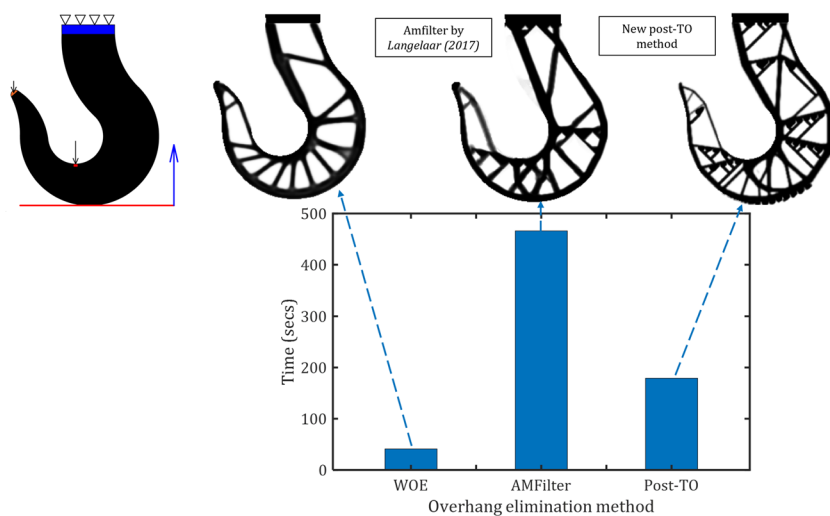 Amfilter by
Langelaar (2017)
New post-TO
method
500
400
300
200
100
0
Time (secs)
WOE
AMFilter
Post-TO
Overhang elimination method